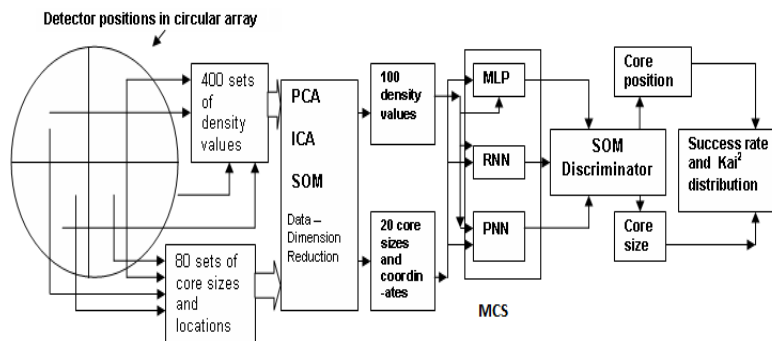 Detector positions in circular array
400 sets
of
density
values
80 sets of
core sizes
and
locations
PCA
ICA
SOM
Data –
Dimension
Reduction
100
density
values
20 core
sizes
and
coordin
-ates
MLP
RNN
PNN
MCS
SOM
Discriminator
Core
position
Core
size
Success rate
and Kai²
distribution